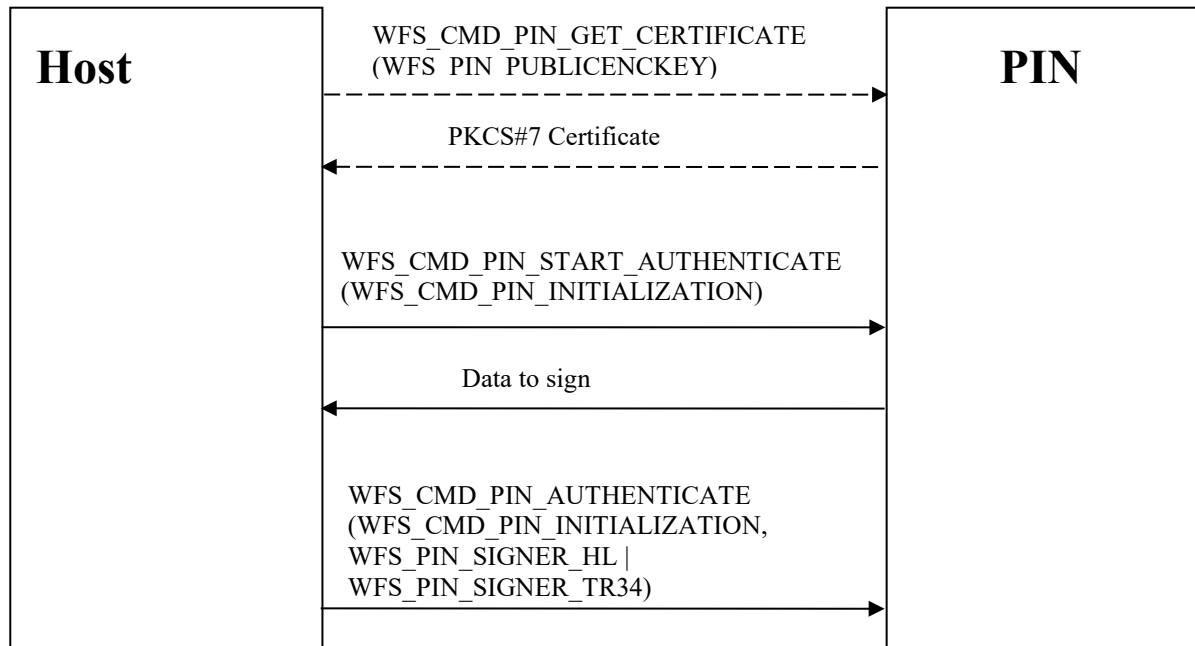 Host
PIN
WFS_CMD_PIN_GET_CERTIFICATE
(WFS_PIN_PUBLICENCKEY)
PKCS#7 Certificate
WFS_CMD_PIN_START_AUTHENTICATE
(WFS_CMD_PIN_INITIALIZATION)
Data to sign
WFS_CMD_PIN_AUTHENTICATE
(WFS_CMD_PIN_INITIALIZATION,
WFS_PIN_SIGNER_HL |
WFS_PIN_SIGNER_TR34)